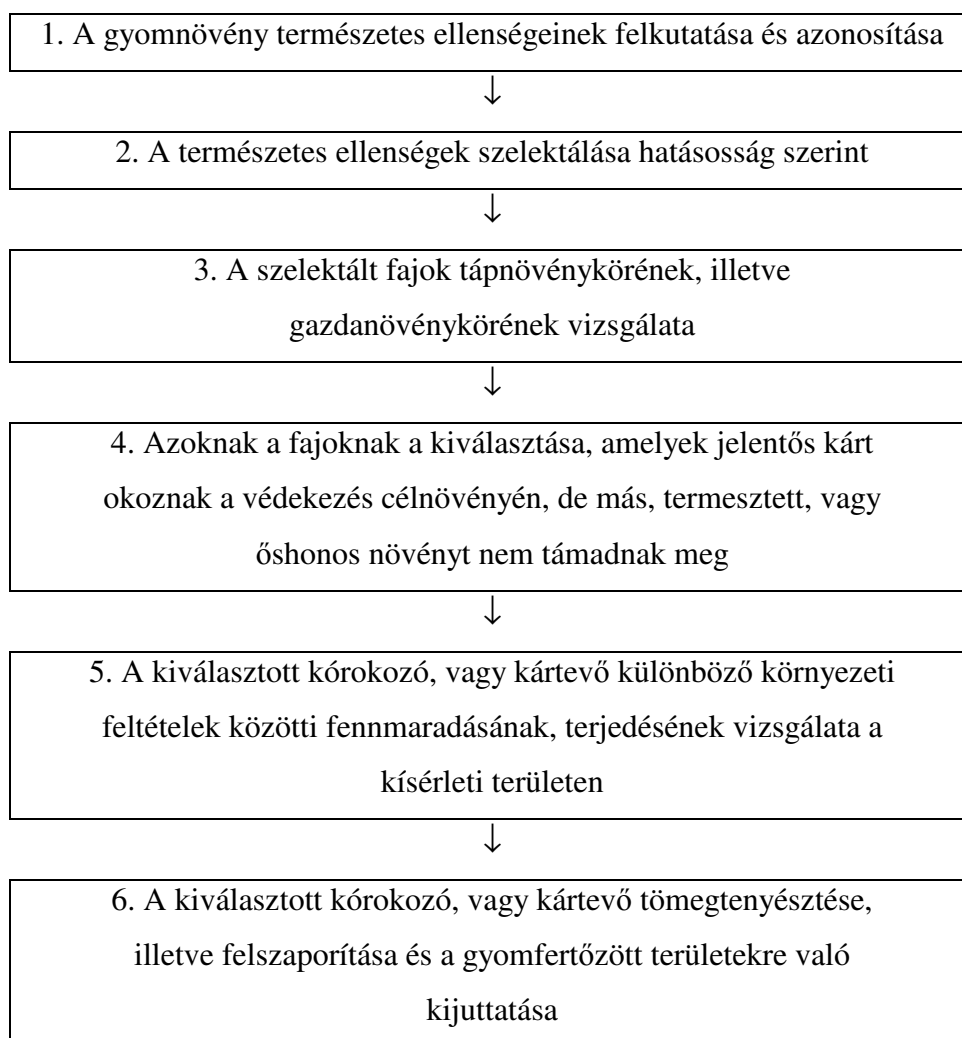 1. A gyomnövény természetes ellenségeinek felkutatása és azonosítása
↓
2. A természetes ellenségek szelektálása hatásosság szerint
↓
3. A szelektált fajok tápnövénykörének, illetve
gazdanövénykörének vizsgálata
↓
4. Azoknak a fajoknak a kiválasztása, amelyek jelentős kárt
okoznak a védekezés célnövényén, de más, termesztett, vagy
őshonos növényt nem támadnak meg
↓
5. A kiválasztott kórokozó, vagy kártevő különböző környezeti
feltételek közötti fennmaradásának, terjedésének vizsgálata a
kísérleti területen
↓
6. A kiválasztott kórokozó, vagy kártevő tömegtenyésztése,
illetve felszaporítása és a gyomfertőzött területekre való
kijuttatása